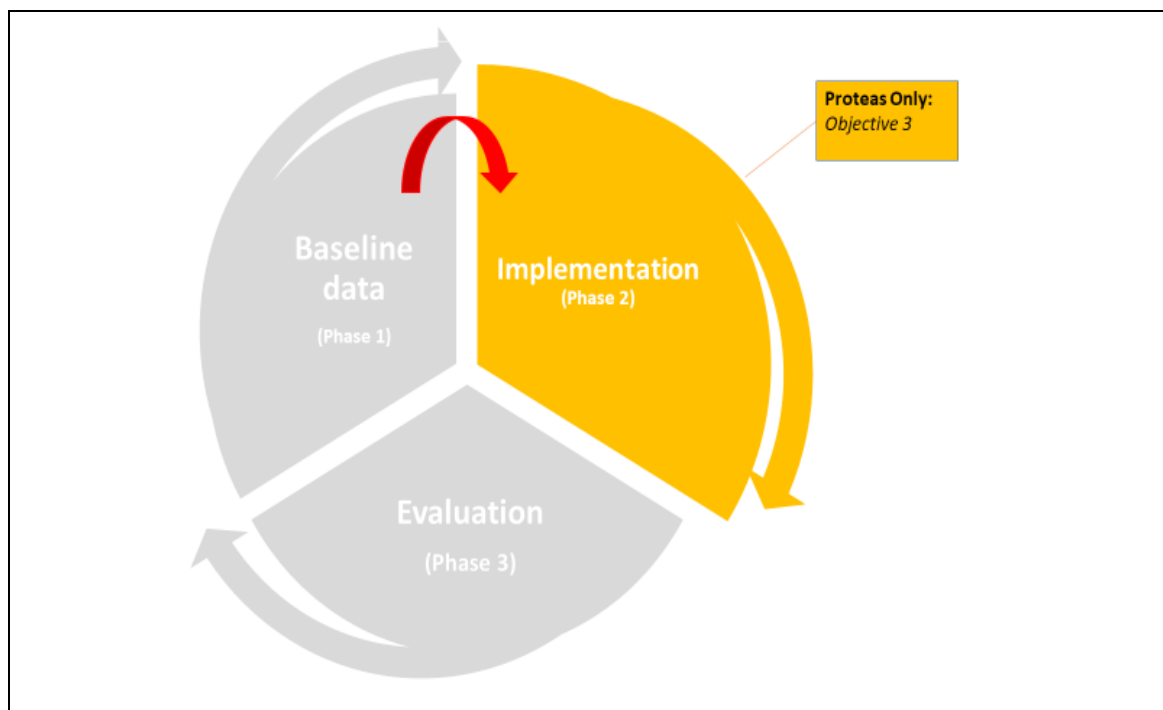 Proteas Only:
Objective 3
Baseline
data
(Phase 1)
Implementation
(Phase 2)
Evaluation
(Phase 3)